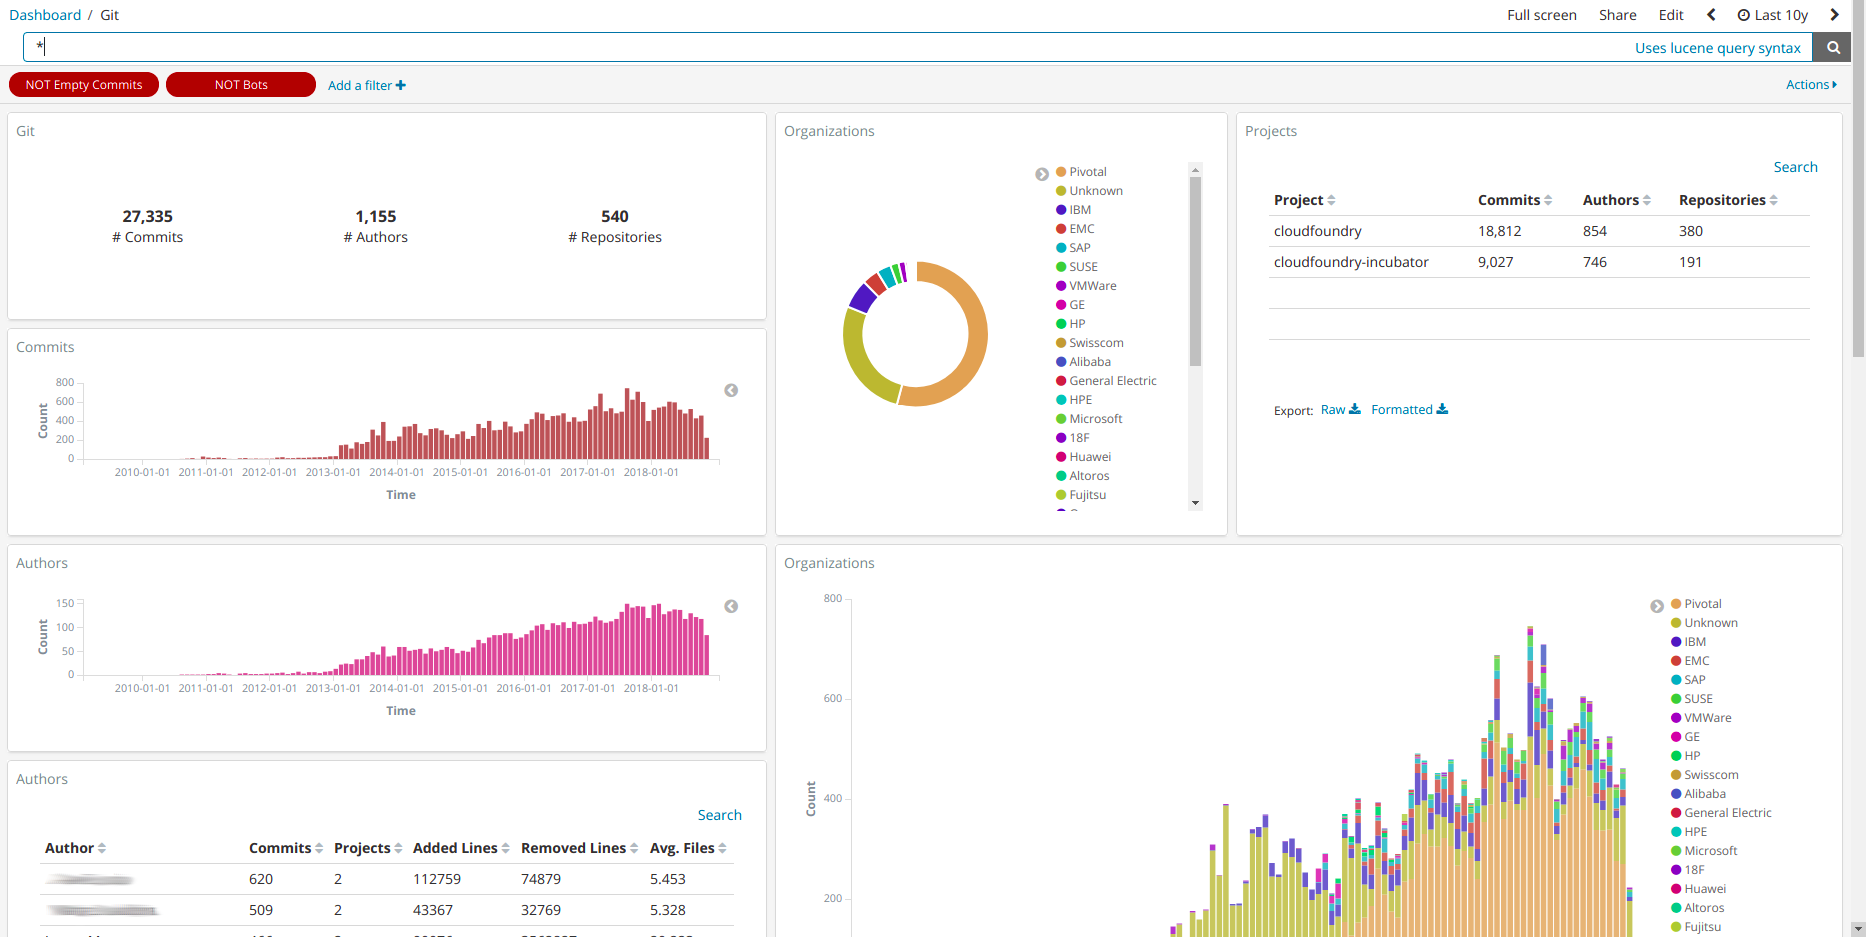 Dashboard / Git
Full screen Share Edit Last 10y
*
Uses lucene query syntax
NOT Empty Commits NOT Bots Add a filter
Actions
Git
27,335 1,155 540
# Commits # Authors # Repositories
Organizations
Pivotal
Unknown
IBM
EMC
SAP
SUSE
VMWare
GE
HP
Swisscom
Alibaba
General Electric
HPE
Microsoft
18F
Huawei
Altoros
Fujitsu
Projects
Search
Project Commits Authors Repositories
cloudfoundry 18,812 854 380
cloudfoundry-incubator 9,027 746 191
Export: Raw Formatted
Commits
800
600
400
200
0
Count
2010-01-01 2011-01-01 2012-01-01 2013-01-01 2014-01-01 2015-01-01 2016-01-01 2017-01-01 2018-01-01
Time
Authors
150
100
50
0
Count
2010-01-01 2011-01-01 2012-01-01 2013-01-01 2014-01-01 2015-01-01 2016-01-01 2017-01-01 2018-01-01
Time
Authors
Search
Author Commits Projects Added Lines Removed Lines Avg. Files
620 2 112759 74879 5.453
509 2 43367 32769 5.328
Organizations
800
600
400
200
Count
Pivotal
Unknown
IBM
EMC
SAP
SUSE
VMWare
GE
HP
Swisscom
Alibaba
General Electric
HPE
Microsoft
18F
Huawei
Altoros
Fujitsu